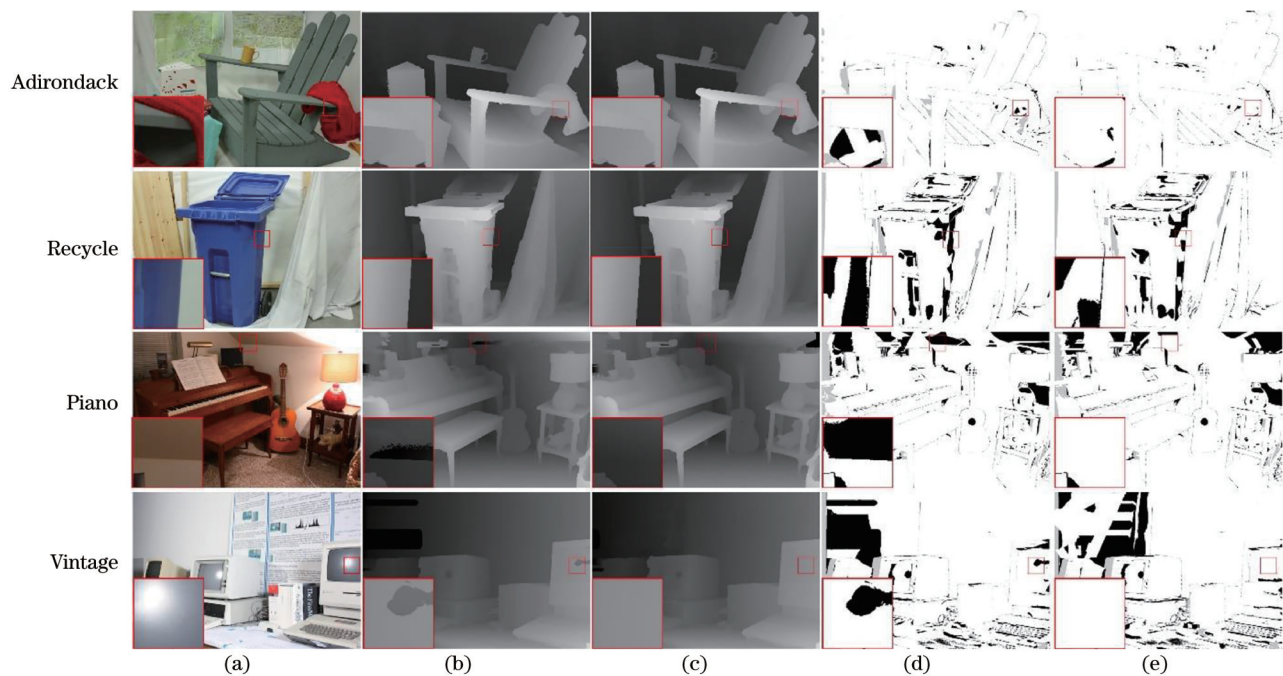 Adirondack
Recycle
Piano
Vintage
(a) (b) (c) (d) (e)